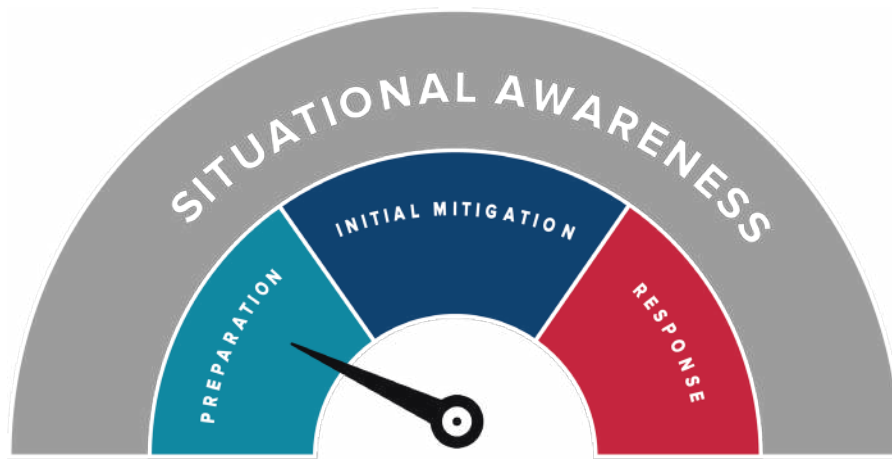 SITUATIONAL AWARENESS
PREPARATION
INITIAL MITIGATION
RESPONSE